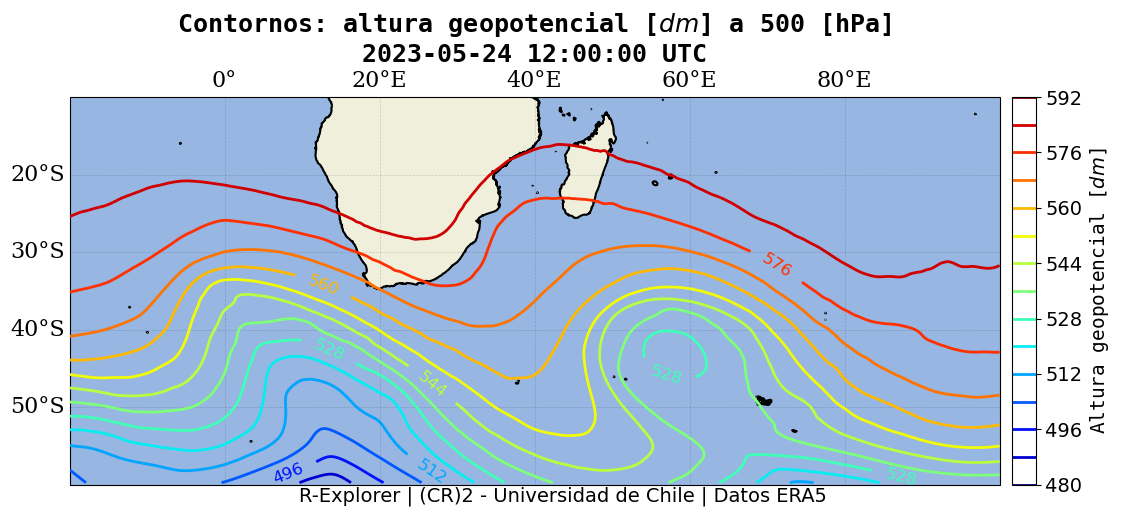 Contornos: altura geopotencial [dm] a 500 [hPa]
2023-05-24 12:00:00 UTC
0° 20°E 40°E 60°E 80°E
20°S
30°S
40°S
50°S
576
560
528
544
528
496
512
528
592
576
560
544
528
512
496
480
Altura geopotencial [dm]
R-Explorer | (CR)2 - Universidad de Chile | Datos ERA5